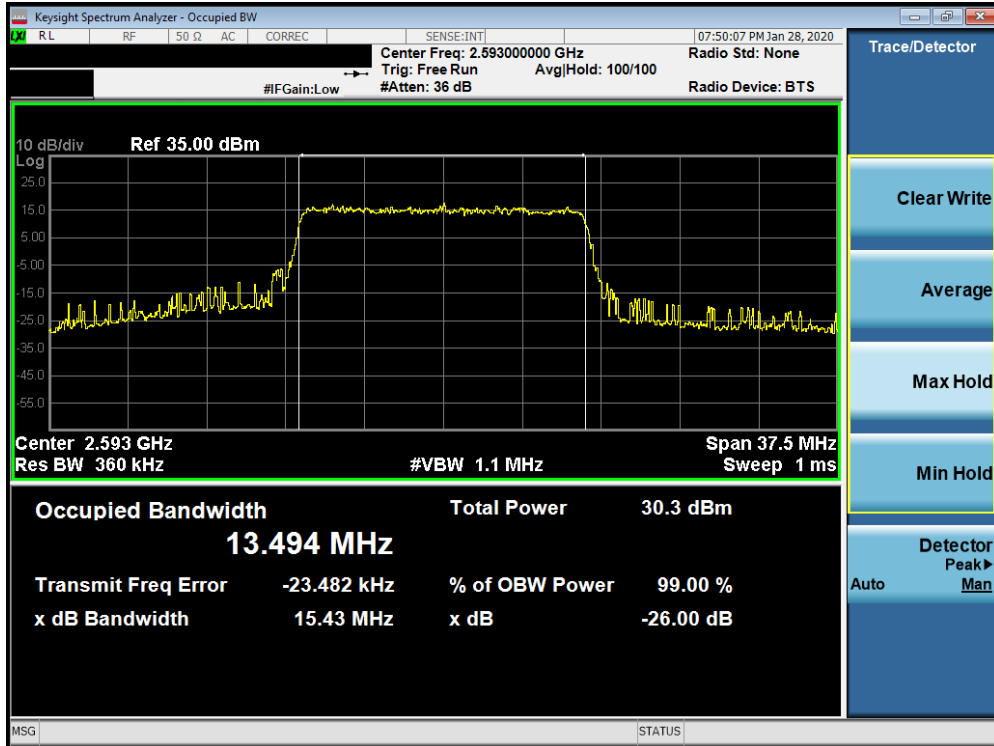 Keysight Spectrum Analyzer - Occupied BW
LXI RL RF 50 Ω AC CORREC SENSE:INT 07:50:07 PM Jan 28, 2020
Center Freq: 2.593000000 GHz Radio Std: None
Trig: Free Run Avg|Hold: 100/100
#IFGain:Low #Atten: 36 dB Radio Device: BTS
10 dB/div Ref 35.00 dBm
Log
25.0
15.0
5.00
-5.00
-15.0
-25.0
-35.0
-45.0
-55.0
Center 2.593 GHz Span 37.5 MHz
Res BW 360 kHz #VBW 1.1 MHz Sweep 1 ms
Occupied Bandwidth Total Power 30.3 dBm
13.494 MHz
Transmit Freq Error -23.482 kHz % of OBW Power 99.00 %
x dB Bandwidth 15.43 MHz x dB -26.00 dB
MSG STATUS
Trace/Detector
Clear Write
Average
Max Hold
Min Hold
Detector
Peak▶
Auto Man